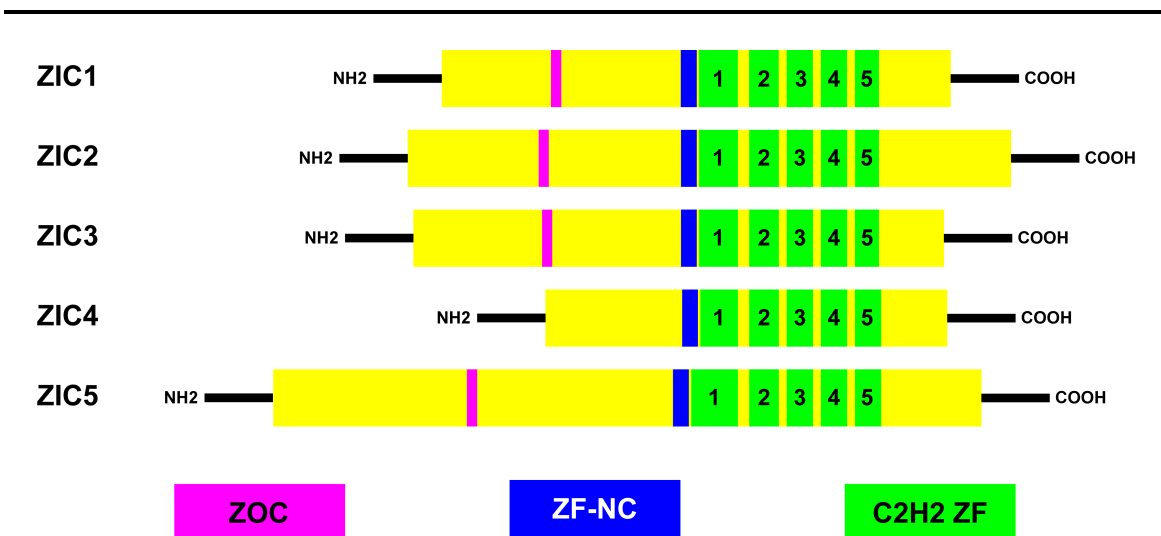 ZIC1 NH2 1 2 3 4 5 COOH
ZIC2 NH2 1 2 3 4 5 COOH
ZIC3 NH2 1 2 3 4 5 COOH
ZIC4 NH2 1 2 3 4 5 COOH
ZIC5 NH2 1 2 3 4 5 COOH
ZOC ZF-NC C2H2 ZF